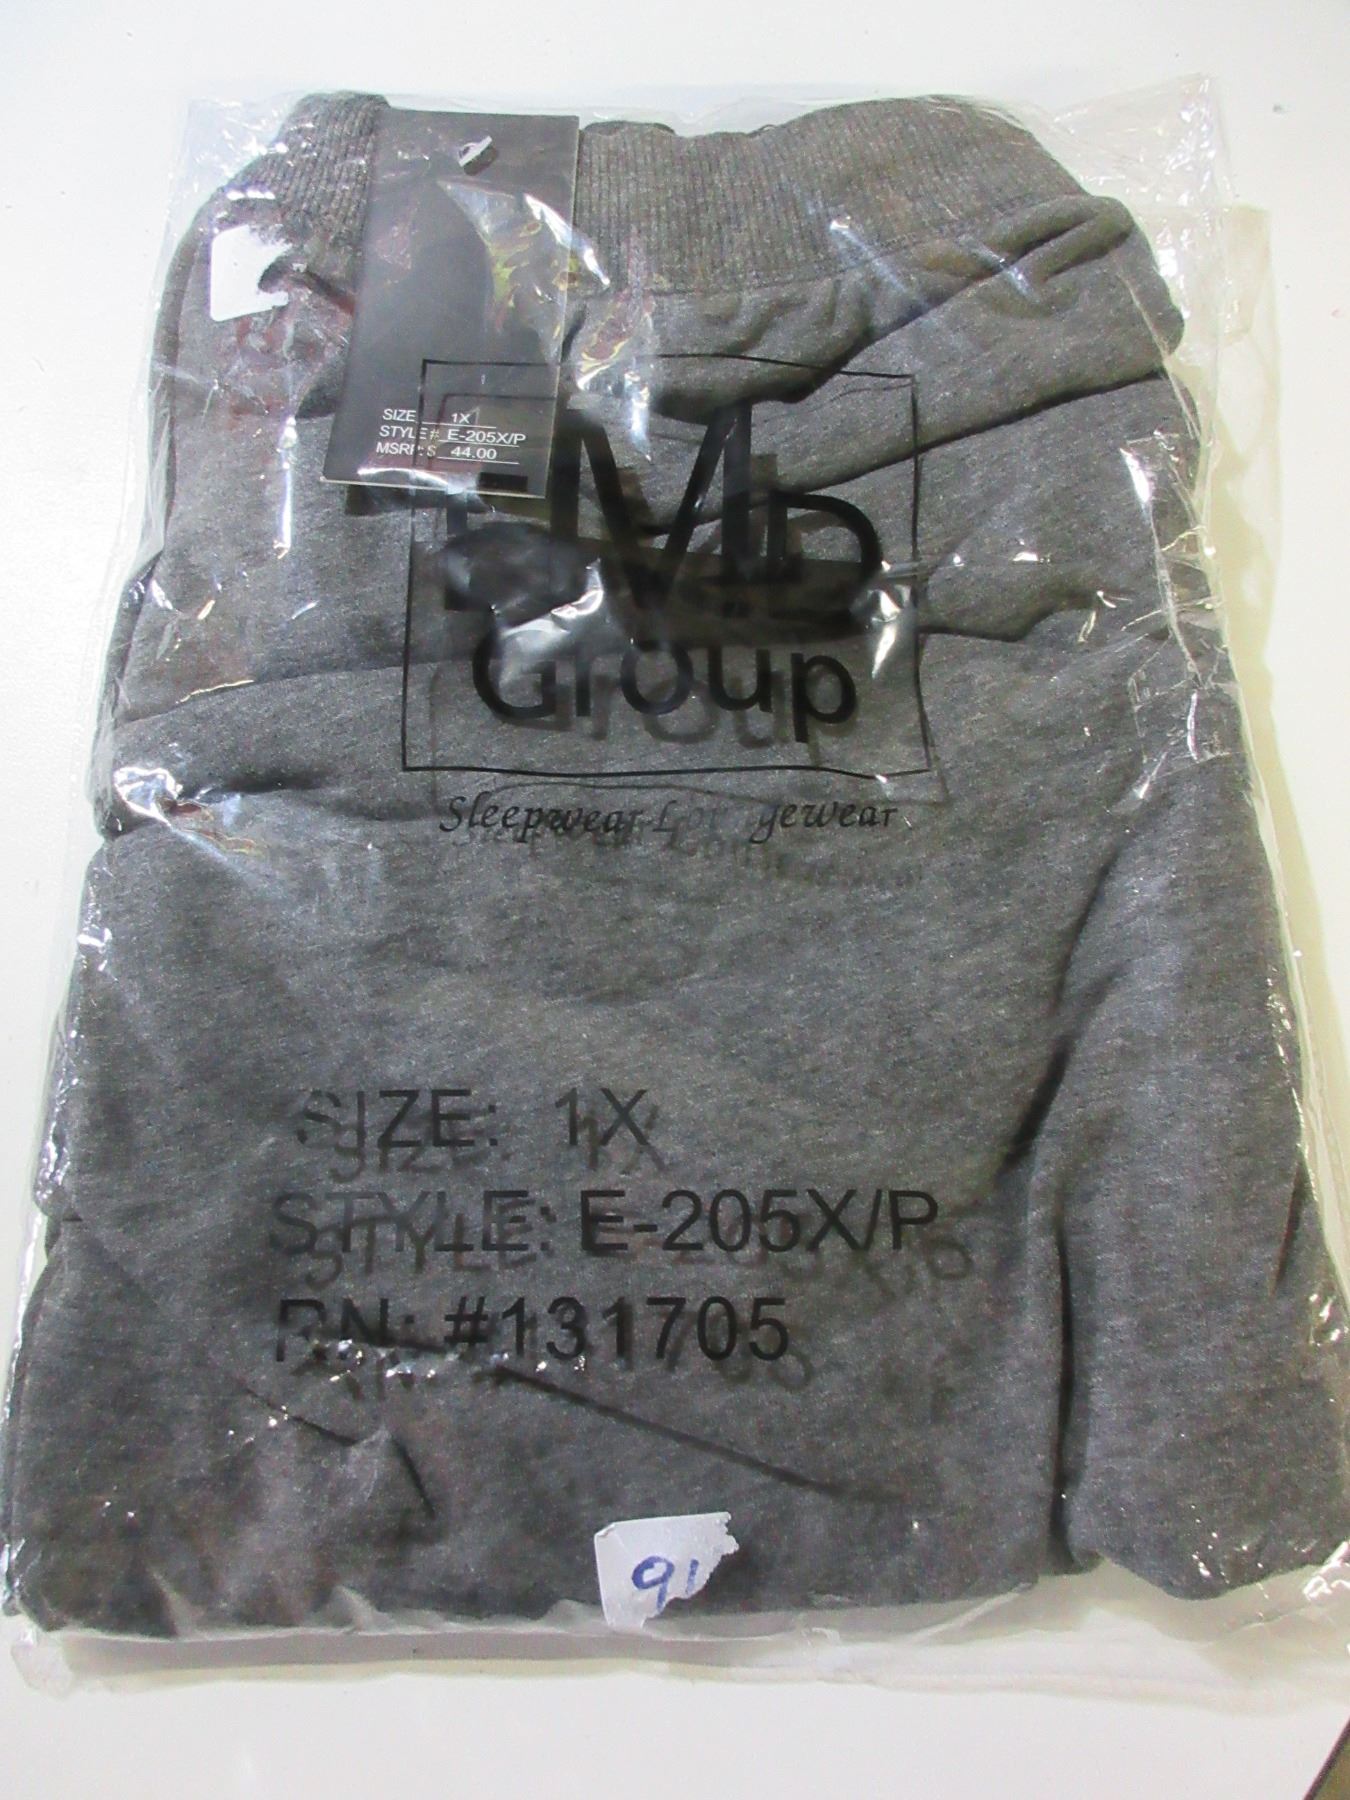 SIZE 1X
STYLE# E-205X/P
MSRP: $ 44.00
Group
Sleepwear-Loungewear
SIZE: 1X
STYLE: E-205X/P
RN: #131705
91